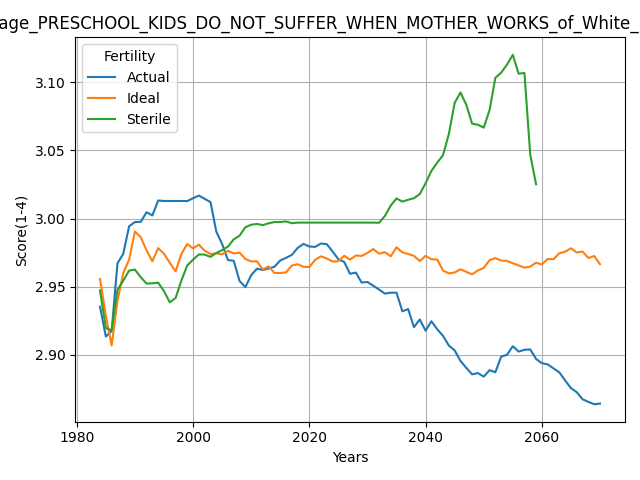 age_PRESCHOOL_KIDS_DO_NOT_SUFFER_WHEN_MOTHER_WORKS_of_White_
Fertility
Actual
Ideal
Sterile
Score(1-4)
3.10
3.05
3.00
2.95
2.90
1980 2000 2020 2040 2060
Years